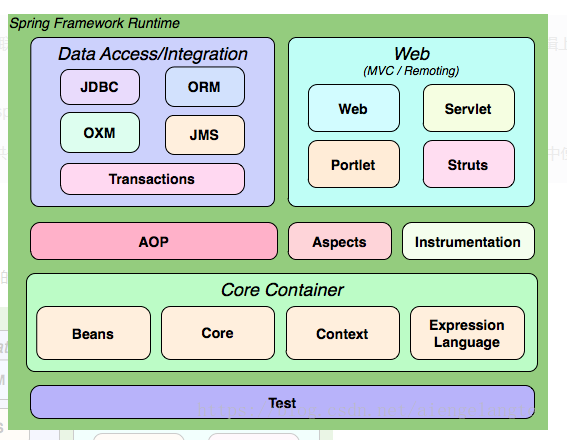 Spring Framework Runtime
Data Access/Integration
JDBC
ORM
OXM
JMS
Transactions
Web
(MVC / Remoting)
Web
Servlet
Portlet
Struts
AOP
Aspects
Instrumentation
Core Container
Beans
Core
Context
Expression
Language
Test